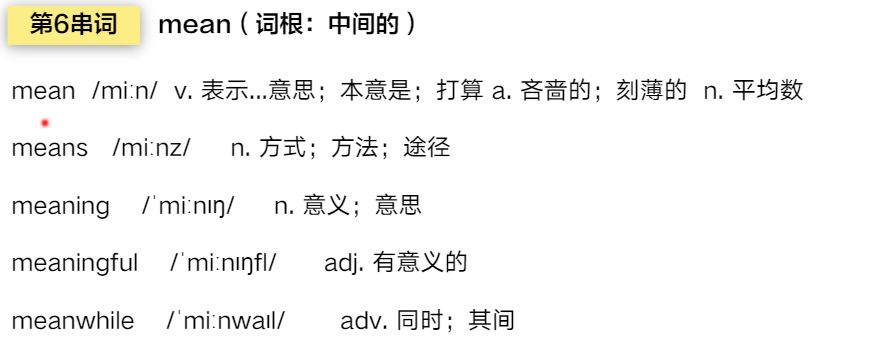 第6串词 mean（词根：中间的）
mean /miːn/ v. 表示...意思；本意是；打算 a. 吝啬的；刻薄的 n. 平均数
means /miːnz/ n. 方式；方法；途径
meaning /ˈmiːnɪŋ/ n. 意义；意思
meaningful /ˈmiːnɪŋfl/ adj. 有意义的
meanwhile /ˈmiːnwaɪl/ adv. 同时；其间